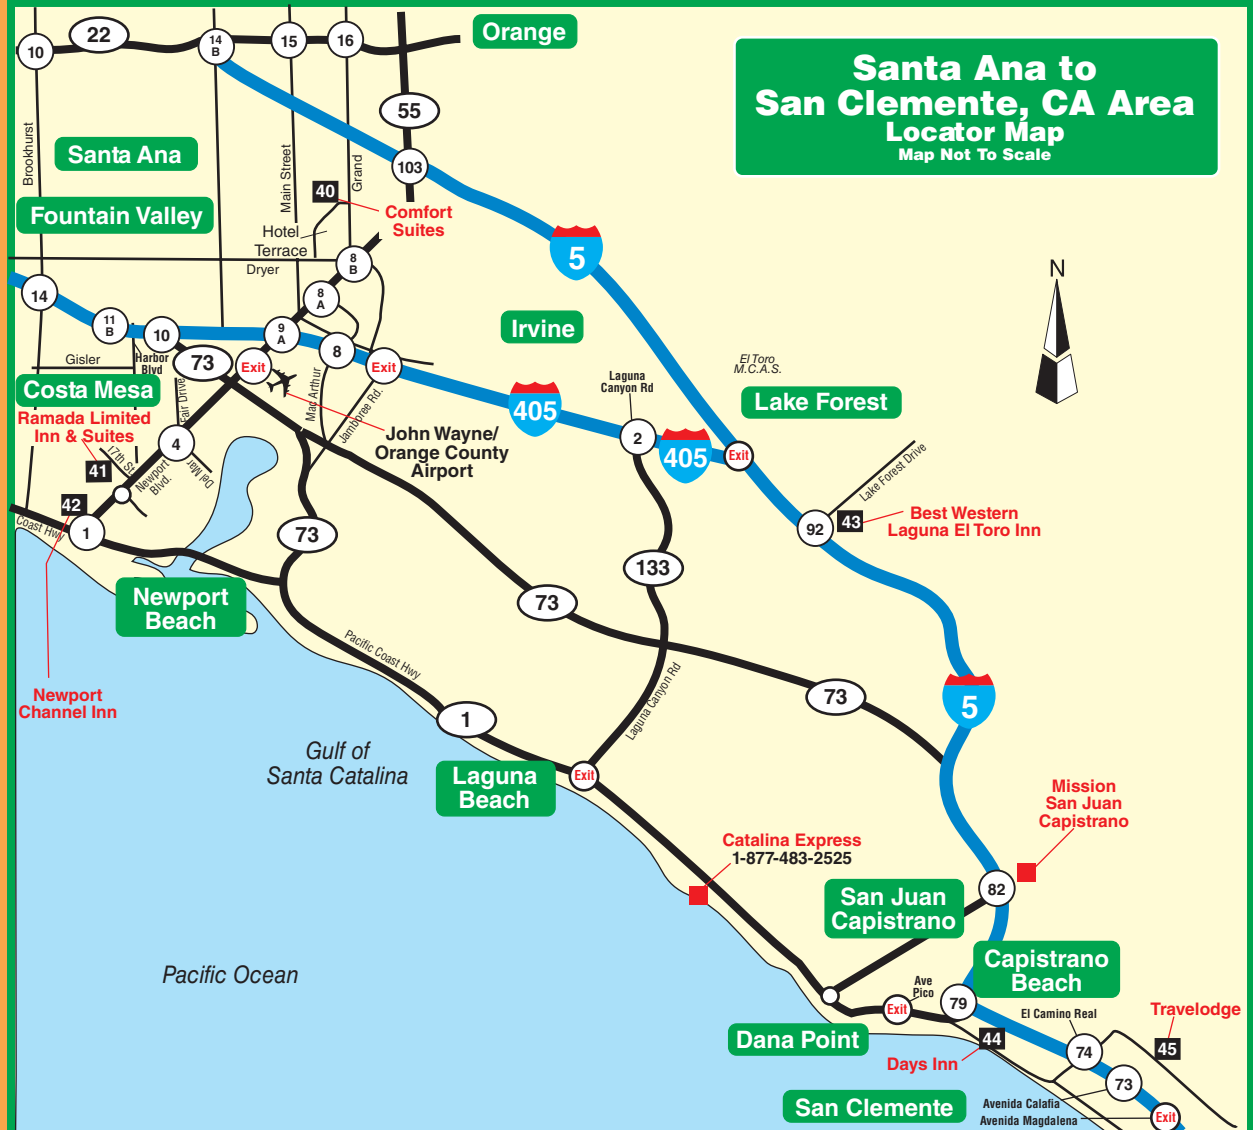 Santa Ana to
San Clemente, CA Area
Locator Map
Map Not To Scale
Orange
22
10
14
B
15
16
55
103
Brookhurst
Santa Ana
Main Street
Grand
40
Comfort
Suites
Fountain Valley
Hotel
Terrace
Dryer
8
B
8
A
5
N
14
11
B
10
9
A
8
Irvine
Gisler
Harbor
Blvd
73
Exit
Exit
El Toro
M.C.A.S.
Laguna
Canyon Rd
Costa Mesa
Fair Drive
Mac Arthur
Jamboree Rd.
405
Lake Forest
Ramada Limited
Inn & Suites
4
John Wayne/
Orange County
Airport
2
405
Exit
41
17th St.
Newport
Blvd.
Del Mar
Lake Forest Drive
42
Coast Hwy
1
73
92
43
Best Western
Laguna El Toro Inn
133
Newport
Beach
73
Pacific Coast Hwy
Laguna Canyon Rd
Newport
Channel Inn
1
73
5
Gulf of
Santa Catalina
Laguna
Beach
Exit
Mission
San Juan
Capistrano
Catalina Express
1-877-483-2525
82
San Juan
Capistrano
Capistrano
Beach
Pacific Ocean
Ave
Pico
Exit
79
El Camino Real
Travelodge
Dana Point
44
Days Inn
74
45
73
San Clemente
Avenida Calafia
Avenida Magdalena
Exit